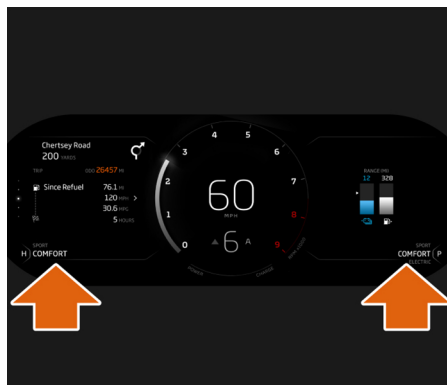 Chertsey Road
200 YARDS
TRIP
ODO 26457 MI
Since Refuel
76.1 MI
120 MPH
30.6 MPG
5 HOURS
SPORT
H COMFORT
0
1
2
3
4
5
6
7
8
9
60
MPH
6 A
POWER
CHARGE
RANGE (MI)
12 320
SPORT
COMFORT P
ELECTRIC